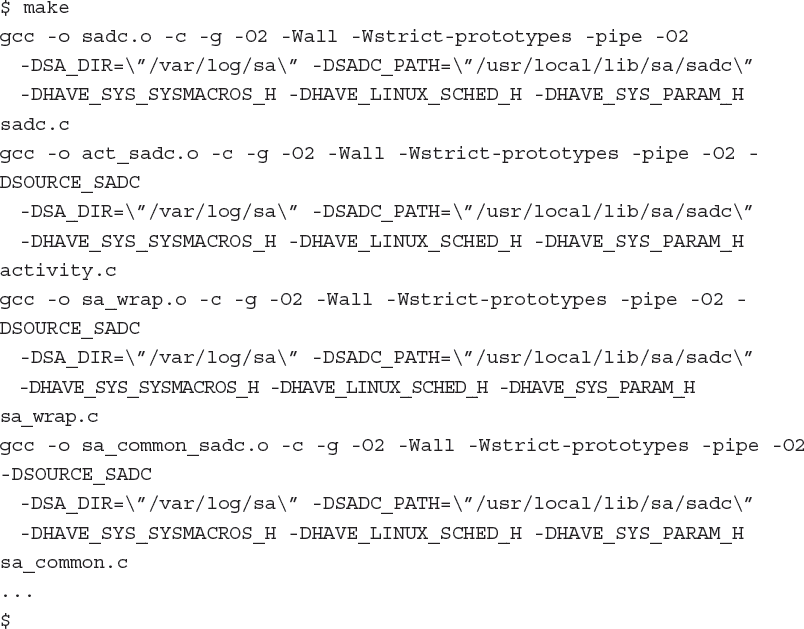 $ make
gcc -o sadc.o -c -g -O2 -Wall -Wstrict-prototypes -pipe -O2
-DSA_DIR=\”/var/log/sa\” -DSADC_PATH=\”/usr/local/lib/sa/sadc\”
-DHAVE_SYS_SYSMACROS_H -DHAVE_LINUX_SCHED_H -DHAVE_SYS_PARAM_H
sadc.c
gcc -o act_sadc.o -c -g -O2 -Wall -Wstrict-prototypes -pipe -O2 -
DSOURCE_SADC
-DSA_DIR=\”/var/log/sa\” -DSADC_PATH=\”/usr/local/lib/sa/sadc\”
-DHAVE_SYS_SYSMACROS_H -DHAVE_LINUX_SCHED_H -DHAVE_SYS_PARAM_H
activity.c
gcc -o sa_wrap.o -c -g -O2 -Wall -Wstrict-prototypes -pipe -O2 -
DSOURCE_SADC
-DSA_DIR=\”/var/log/sa\” -DSADC_PATH=\”/usr/local/lib/sa/sadc\”
-DHAVE_SYS_SYSMACROS_H -DHAVE_LINUX_SCHED_H -DHAVE_SYS_PARAM_H
sa_wrap.c
gcc -o sa_common_sadc.o -c -g -O2 -Wall -Wstrict-prototypes -pipe -O2
-DSOURCE_SADC
-DSA_DIR=\”/var/log/sa\” -DSADC_PATH=\”/usr/local/lib/sa/sadc\”
-DHAVE_SYS_SYSMACROS_H -DHAVE_LINUX_SCHED_H -DHAVE_SYS_PARAM_H
sa_common.c
...
$